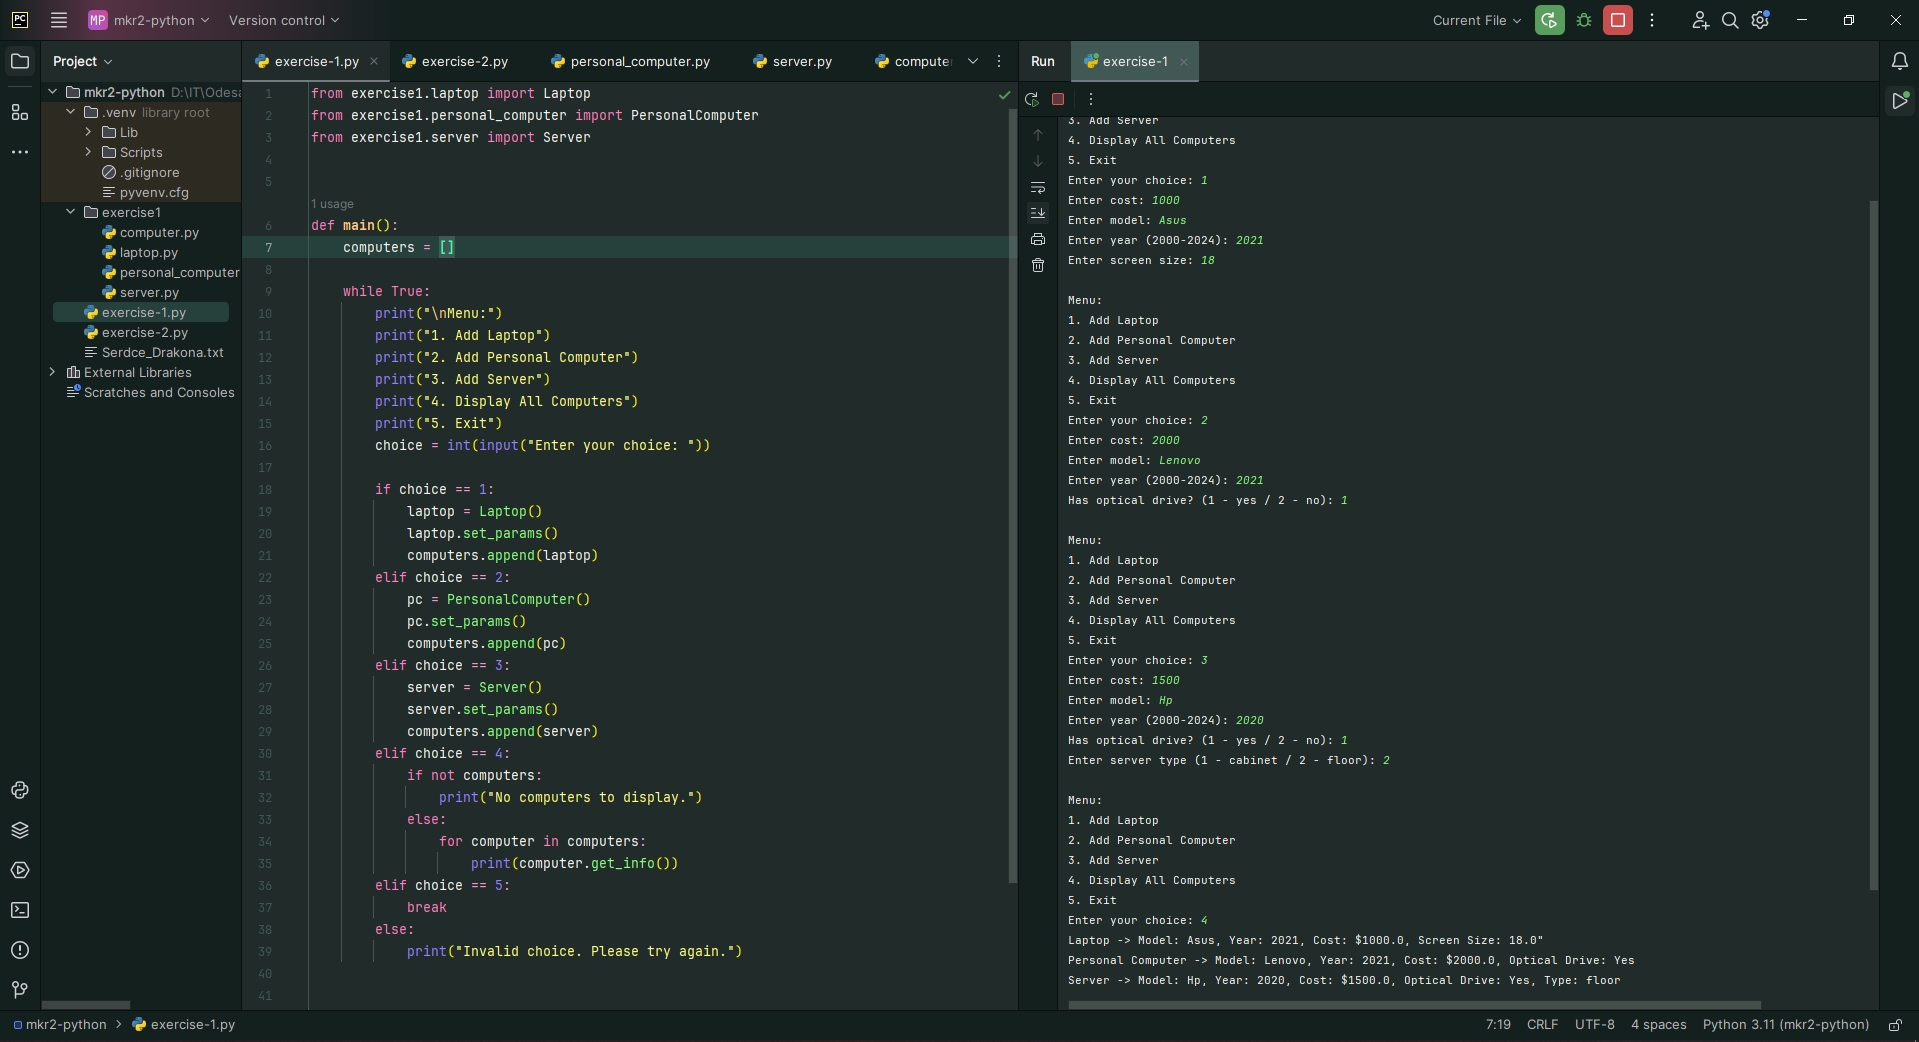 PC MP mkr2-python Version control Current File
Project
mkr2-python D:\IT\Odesa
.venv library root
Lib
Scripts
.gitignore
pyvenv.cfg
exercise1
computer.py
laptop.py
personal_computer
server.py
exercise-1.py
exercise-2.py
Serdce_Drakona.txt
External Libraries
Scratches and Consoles
exercise-1.py exercise-2.py personal_computer.py server.py compute
1 from exercise1.laptop import Laptop
2 from exercise1.personal_computer import PersonalComputer
3 from exercise1.server import Server
4
5
1 usage
6 def main():
7 computers = []
8
9 while True:
10 print("\nMenu:")
11 print("1. Add Laptop")
12 print("2. Add Personal Computer")
13 print("3. Add Server")
14 print("4. Display All Computers")
15 print("5. Exit")
16 choice = int(input("Enter your choice: "))
17
18 if choice == 1:
19 laptop = Laptop()
20 laptop.set_params()
21 computers.append(laptop)
22 elif choice == 2:
23 pc = PersonalComputer()
24 pc.set_params()
25 computers.append(pc)
26 elif choice == 3:
27 server = Server()
28 server.set_params()
29 computers.append(server)
30 elif choice == 4:
31 if not computers:
32 print("No computers to display.")
33 else:
34 for computer in computers:
35 print(computer.get_info())
36 elif choice == 5:
37 break
38 else:
39 print("Invalid choice. Please try again.")
40
41
Run exercise-1
3. Add Server
4. Display All Computers
5. Exit
Enter your choice: 1
Enter cost: 1000
Enter model: Asus
Enter year (2000-2024): 2021
Enter screen size: 18
Menu:
1. Add Laptop
2. Add Personal Computer
3. Add Server
4. Display All Computers
5. Exit
Enter your choice: 2
Enter cost: 2000
Enter model: Lenovo
Enter year (2000-2024): 2021
Has optical drive? (1 - yes / 2 - no): 1
Menu:
1. Add Laptop
2. Add Personal Computer
3. Add Server
4. Display All Computers
5. Exit
Enter your choice: 3
Enter cost: 1500
Enter model: Hp
Enter year (2000-2024): 2020
Has optical drive? (1 - yes / 2 - no): 1
Enter server type (1 - cabinet / 2 - floor): 2
Menu:
1. Add Laptop
2. Add Personal Computer
3. Add Server
4. Display All Computers
5. Exit
Enter your choice: 4
Laptop -> Model: Asus, Year: 2021, Cost: $1000.0, Screen Size: 18.0"
Personal Computer -> Model: Lenovo, Year: 2021, Cost: $2000.0, Optical Drive: Yes
Server -> Model: Hp, Year: 2020, Cost: $1500.0, Optical Drive: Yes, Type: floor
mkr2-python > exercise-1.py 7:19 CRLF UTF-8 4 spaces Python 3.11 (mkr2-python)